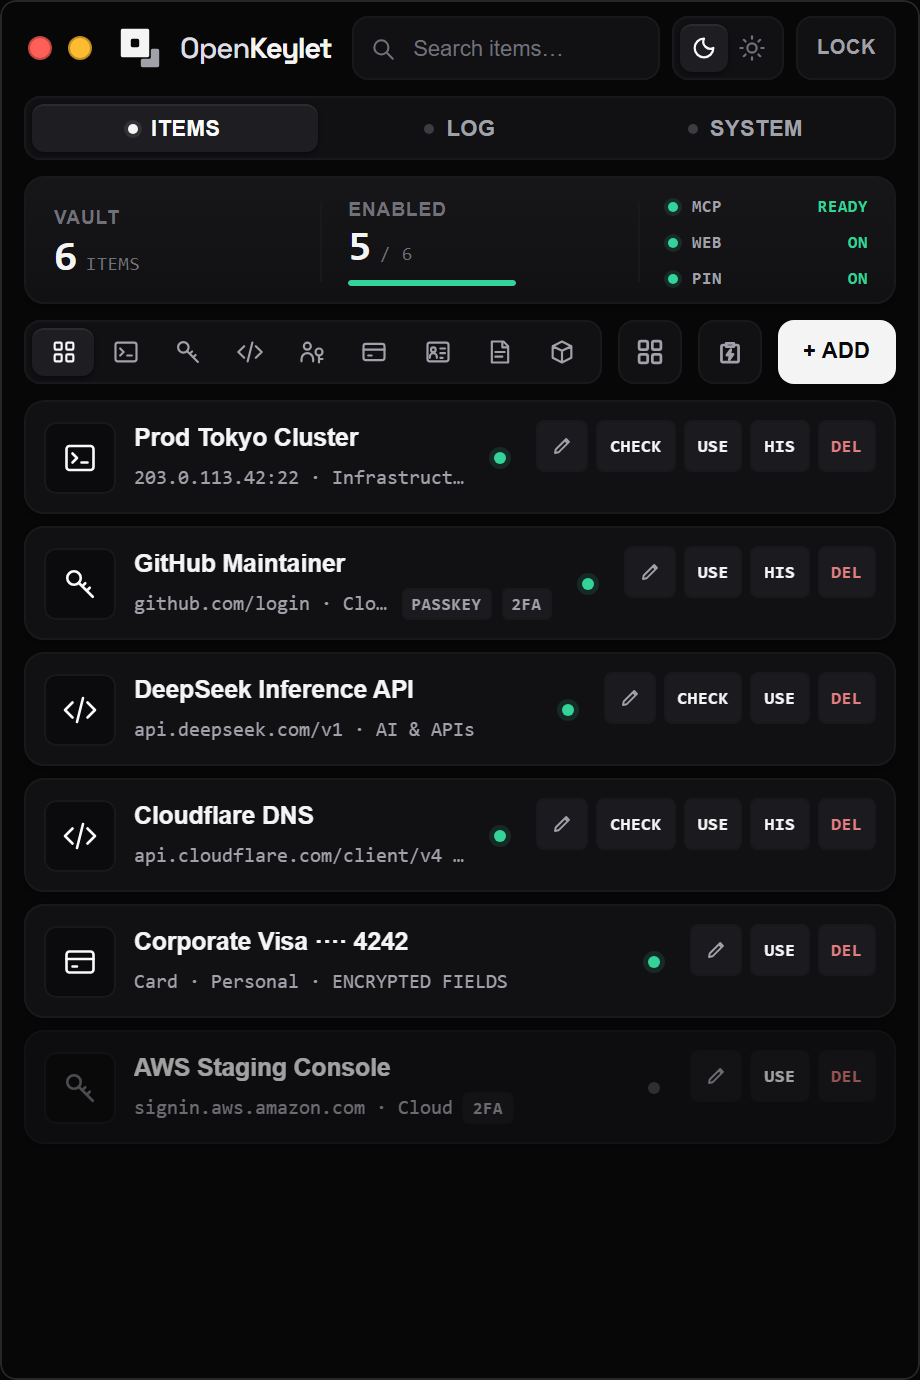 OpenKeylet
Search items...
LOCK
ITEMS
LOG
SYSTEM
VAULT
6 ITEMS
ENABLED
5 / 6
MCP READY
WEB ON
PIN ON
+ ADD
Prod Tokyo Cluster
203.0.113.42:22 · Infrastruct…
CHECK USE HIS DEL
GitHub Maintainer
github.com/login · Clo… PASSKEY 2FA
USE HIS DEL
DeepSeek Inference API
api.deepseek.com/v1 · AI & APIs
CHECK USE DEL
Cloudflare DNS
api.cloudflare.com/client/v4 …
CHECK USE HIS DEL
Corporate Visa ···· 4242
Card · Personal · ENCRYPTED FIELDS
USE DEL
AWS Staging Console
signin.aws.amazon.com · Cloud 2FA
USE DEL